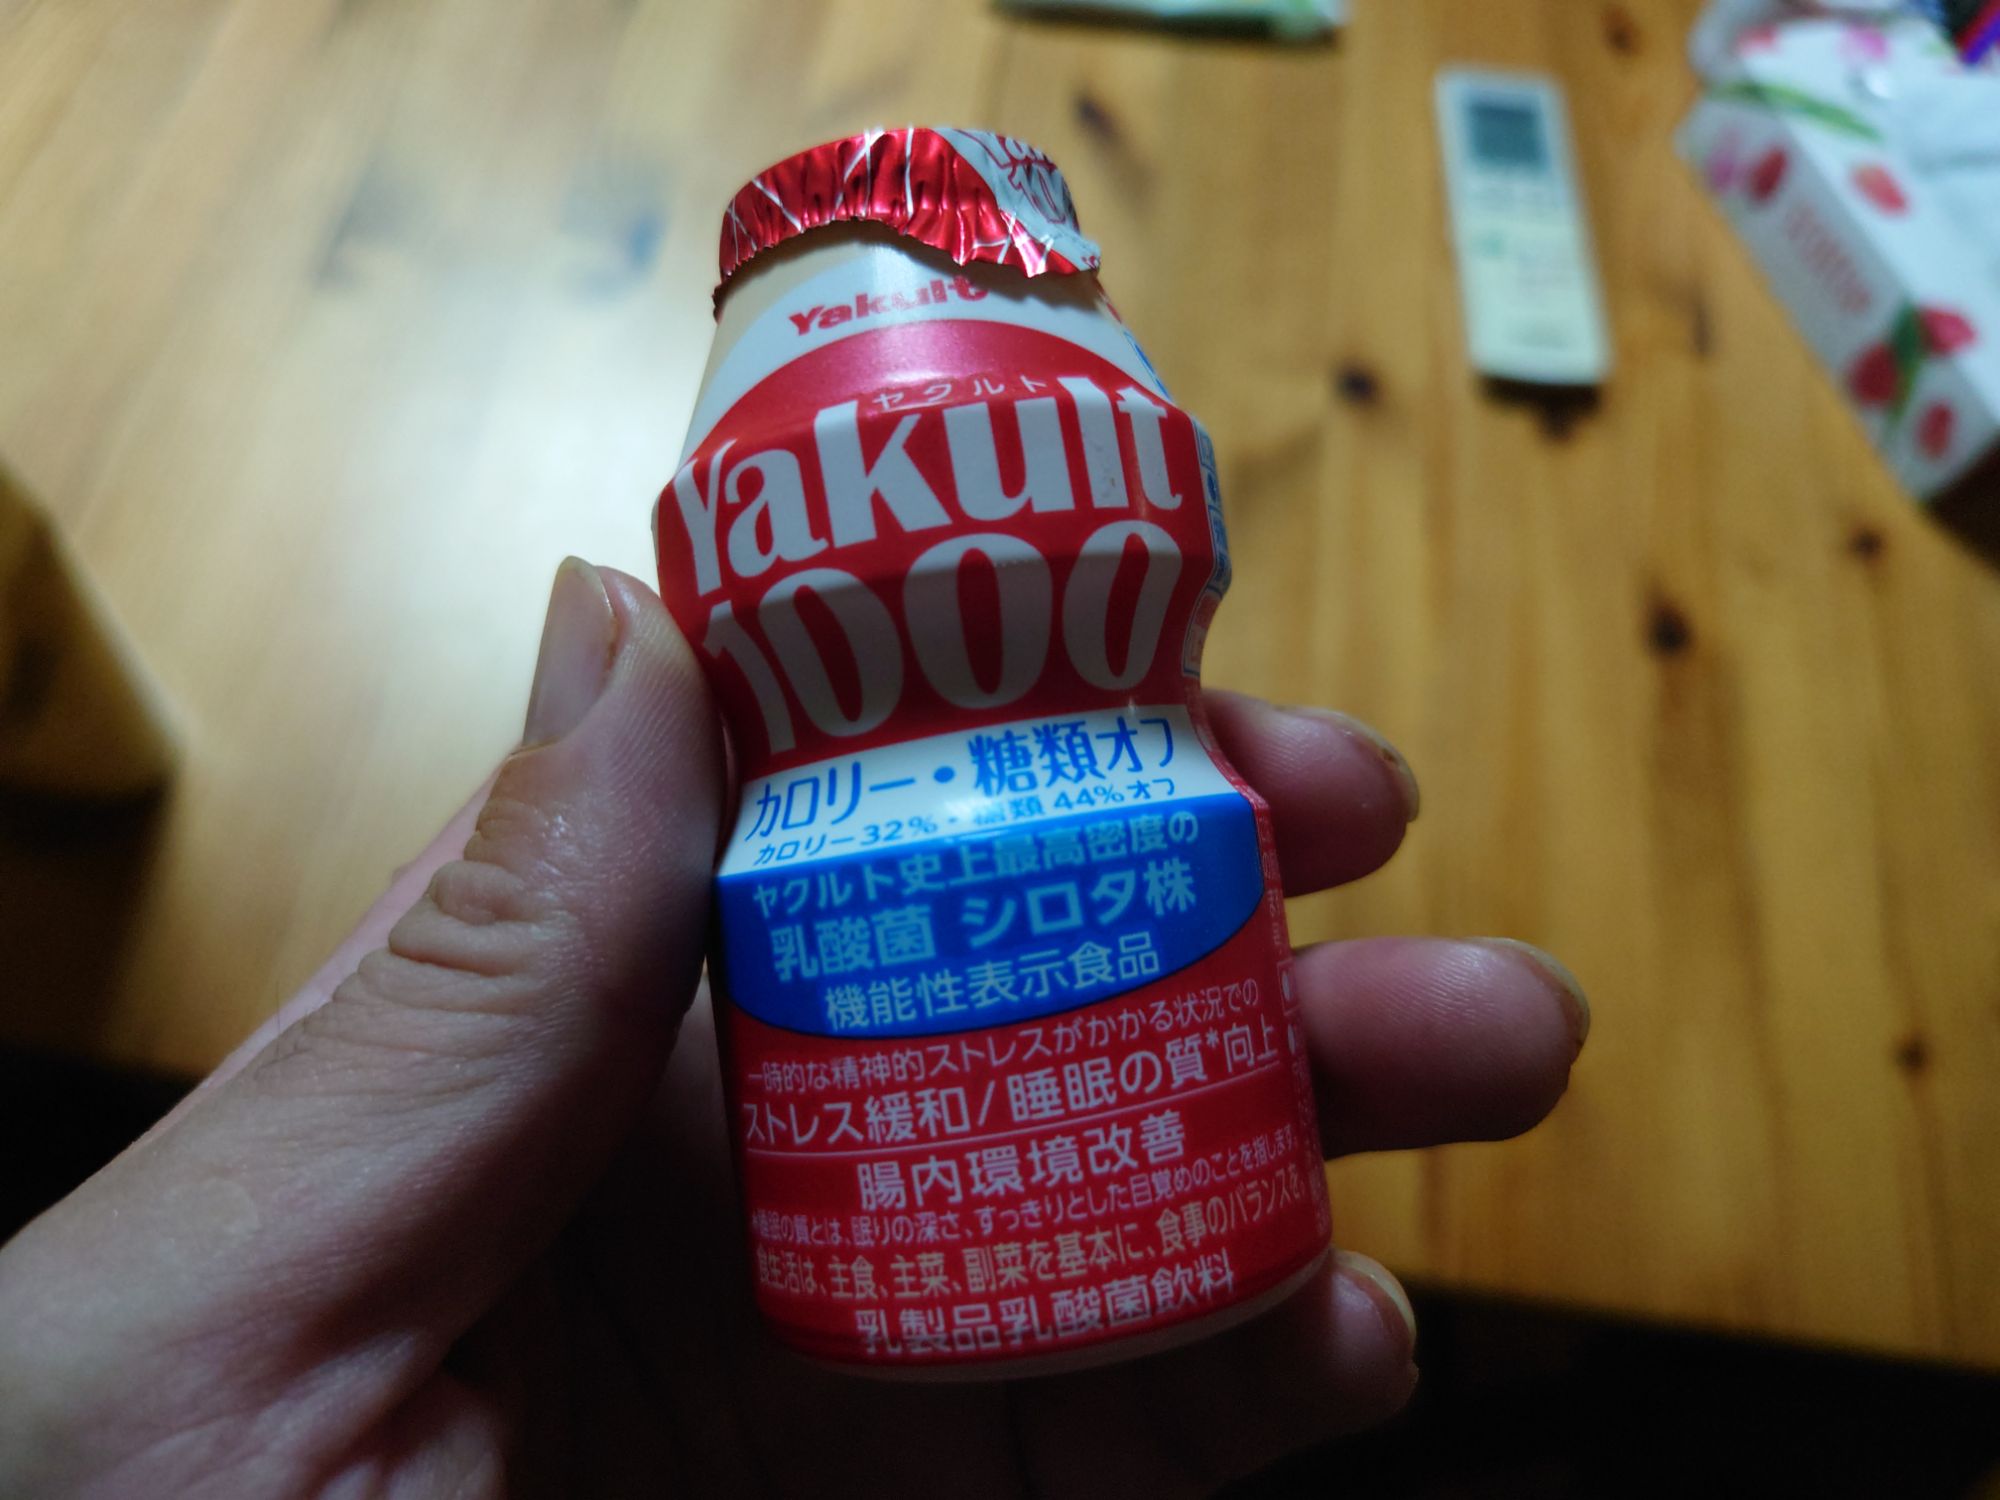 Yakult
ヤクルト
Yakult
1000
カロリー・糖類オフ
カロリー32%・糖類44%オフ
ヤクルト史上最高密度の
乳酸菌 シロタ株
機能性表示食品
一時的な精神的ストレスがかかる状況での
ストレス緩和/睡眠の質*向上
腸内環境改善
*睡眠の質とは、眠りの深さ、すっきりとした目覚めのことを指します
食生活は、主食、主菜、副菜を基本に、食事のバランスを。
乳製品乳酸菌飲料